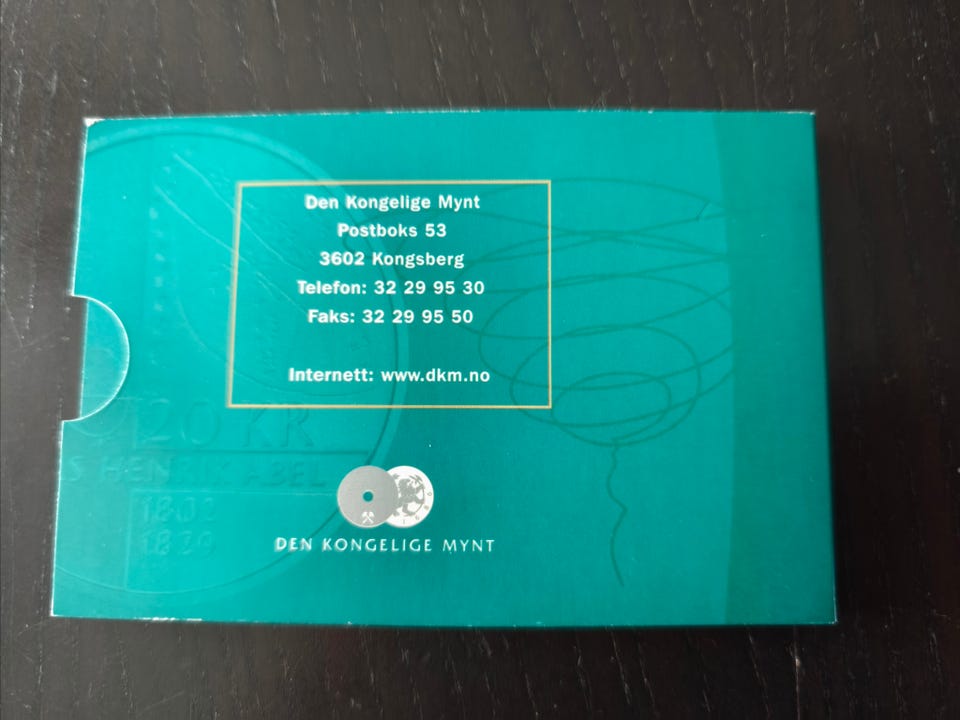 Den Kongelige Mynt
Postboks 53
3602 Kongsberg
Telefon: 32 29 95 30
Faks: 32 29 95 50
Internett: www.dkm.no
20 KR
S HENRIK ABEL
1802
1829
DEN KONGELIGE MYNT